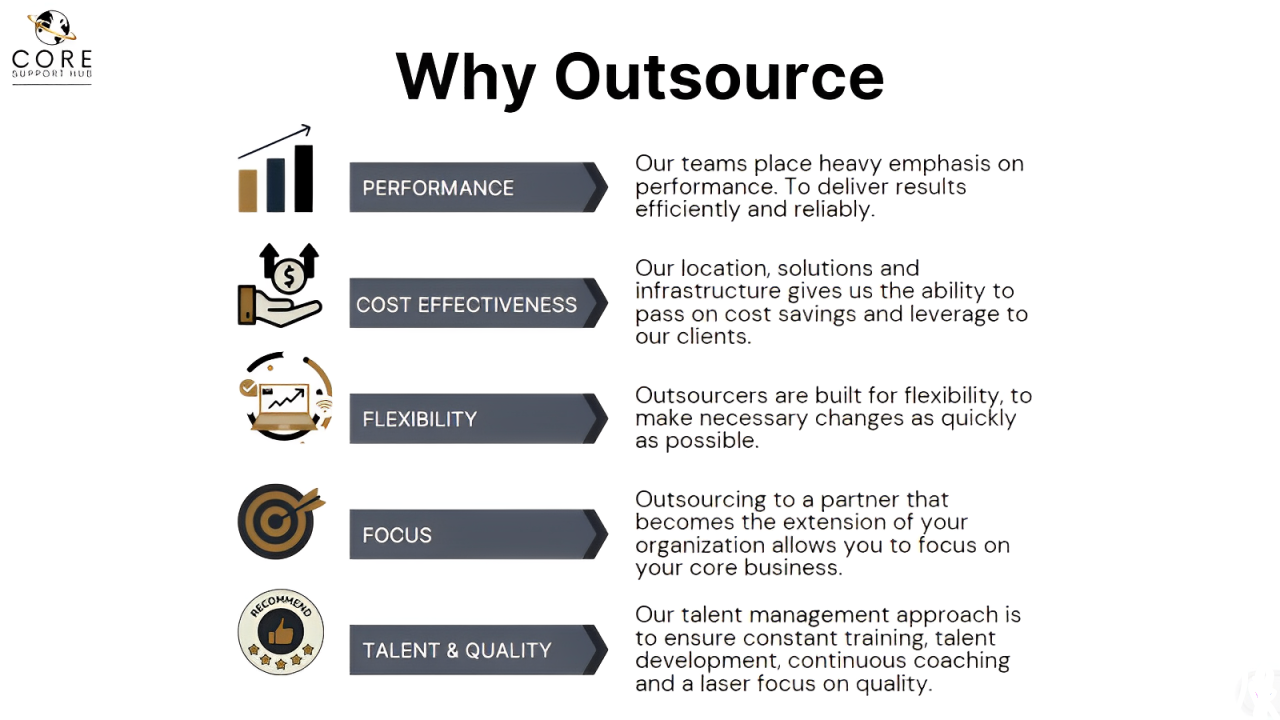 CORE
SUPPORT HUB
Why Outsource
PERFORMANCE
Our teams place heavy emphasis on
performance. To deliver results
efficiently and reliably.
$
COST EFFECTIVENESS
Our location, solutions and
infrastructure gives us the ability to
pass on cost savings and leverage to
our clients.
FLEXIBILITY
Outsourcers are built for flexibility, to
make necessary changes as quickly
as possible.
FOCUS
Outsourcing to a partner that
becomes the extension of your
organization allows you to focus on
your core business.
RECOMMEND
TALENT & QUALITY
Our talent management approach is
to ensure constant training, talent
development, continuous coaching
and a laser focus on quality.